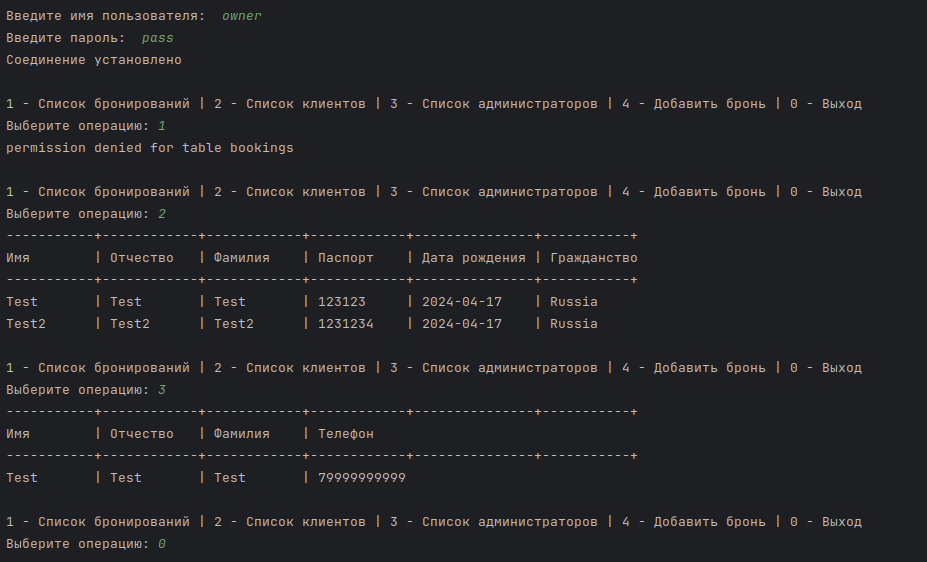 Введите имя пользователя:  owner
Введите пароль:  pass
Соединение установлено
1 - Список бронирований | 2 - Список клиентов | 3 - Список администраторов | 4 - Добавить бронь | 0 - Выход
Выберите операцию: 1
permission denied for table bookings
1 - Список бронирований | 2 - Список клиентов | 3 - Список администраторов | 4 - Добавить бронь | 0 - Выход
Выберите операцию: 2
-----------+------------+------------+------------+---------------+-----------+
Имя        | Отчество   | Фамилия    | Паспорт    | Дата рождения | Гражданство
-----------+------------+------------+------------+---------------+-----------+
Test       | Test       | Test       | 123123     | 2024-04-17    | Russia
Test2      | Test2      | Test2      | 1231234    | 2024-04-17    | Russia
1 - Список бронирований | 2 - Список клиентов | 3 - Список администраторов | 4 - Добавить бронь | 0 - Выход
Выберите операцию: 3
-----------+------------+------------+------------+---------------+-----------+
Имя        | Отчество   | Фамилия    | Телефон
-----------+------------+------------+------------+---------------+-----------+
Test       | Test       | Test       | 79999999999
1 - Список бронирований | 2 - Список клиентов | 3 - Список администраторов | 4 - Добавить бронь | 0 - Выход
Выберите операцию: 0